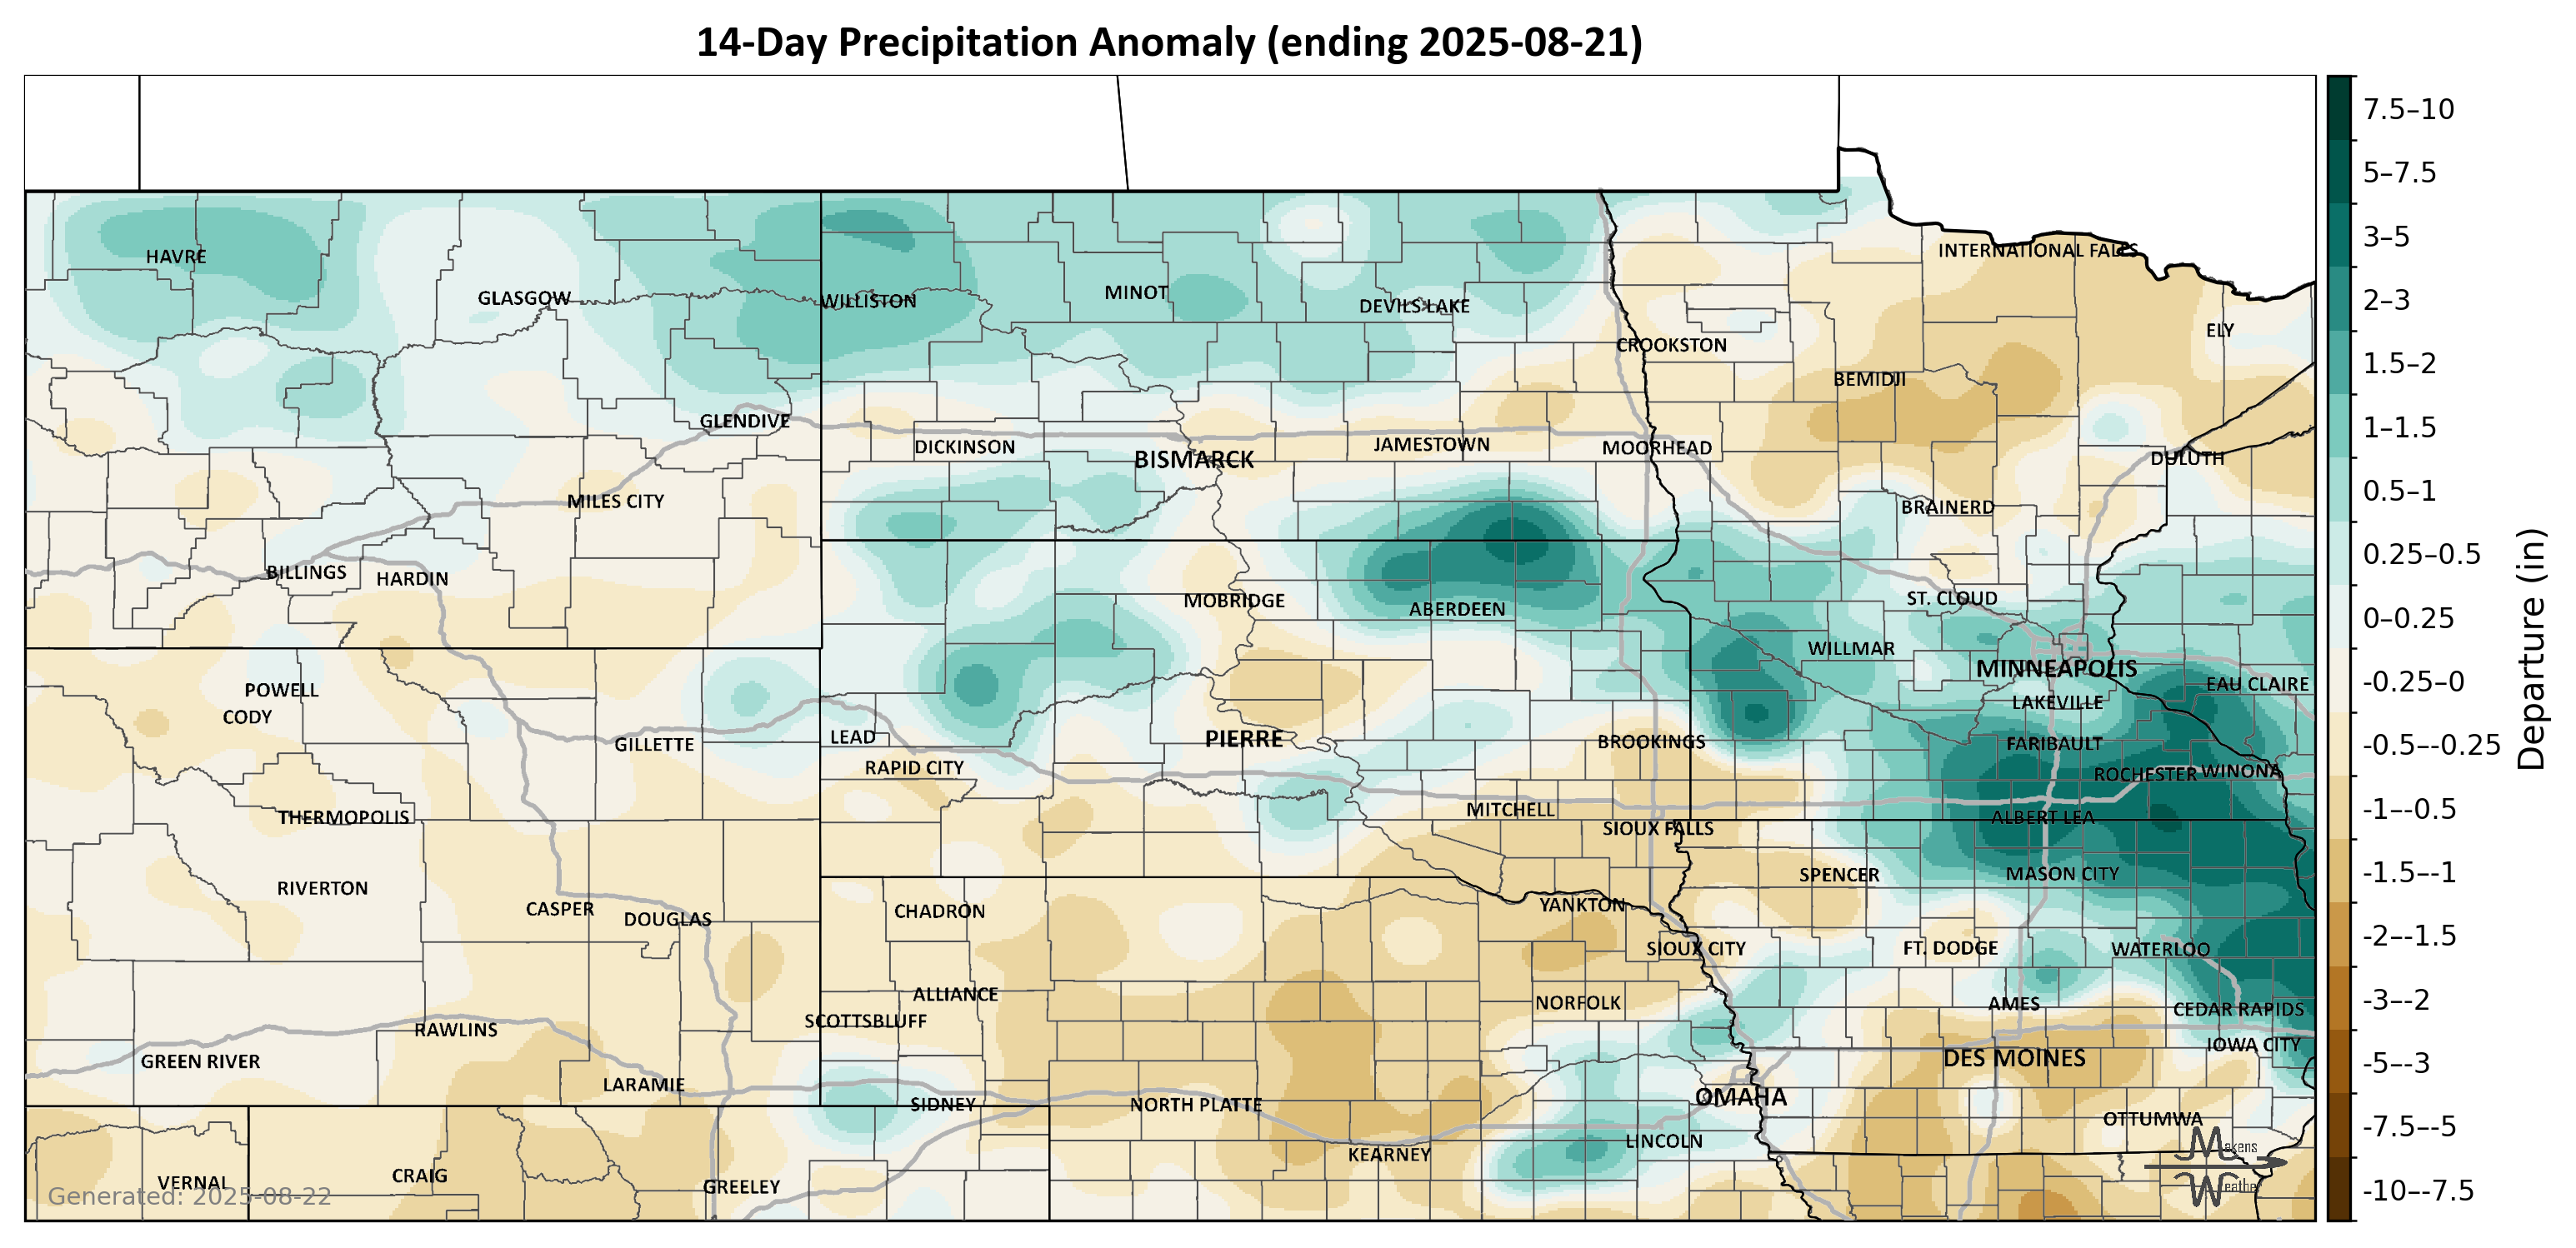 14-Day Precipitation Anomaly (ending 2025-08-21)
INTERNATIONAL FALLS
HAVRE
GLASGOW
WILLISTON
MINOT
DEVILS LAKE
ELY
CROOKSTON
BEMIDJI
GLENDIVE
DICKINSON
BISMARCK
JAMESTOWN
MOORHEAD
DULUTH
MILES CITY
BRAINERD
BILLINGS
HARDIN
MOBRIDGE
ABERDEEN
ST. CLOUD
WILLMAR
MINNEAPOLIS
EAU CLAIRE
POWELL
CODY
LAKEVILLE
GILLETTE
LEAD
PIERRE
BROOKINGS
FARIBAULT
RAPID CITY
ROCHESTER
WINONA
THERMOPOLIS
MITCHELL
ALBERT LEA
SIOUX FALLS
RIVERTON
SPENCER
MASON CITY
CASPER
DOUGLAS
CHADRON
YANKTON
SIOUX CITY
FT. DODGE
WATERLOO
ALLIANCE
NORFOLK
AMES
CEDAR RAPIDS
SCOTTSBLUFF
RAWLINS
IOWA CITY
GREEN RIVER
DES MOINES
LARAMIE
OMAHA
SIDNEY
NORTH PLATTE
OTTUMWA
LINCOLN
KEARNEY
VERNAL
CRAIG
GREELEY
Generated: 2025-08-22
Makens
Weather
7.5–10
5–7.5
3–5
2–3
1.5–2
1–1.5
0.5–1
0.25–0.5
0–0.25
-0.25–0
-0.5–-0.25
-1–-0.5
-1.5–-1
-2–-1.5
-3–-2
-5–-3
-7.5–-5
-10–-7.5
Departure (in)